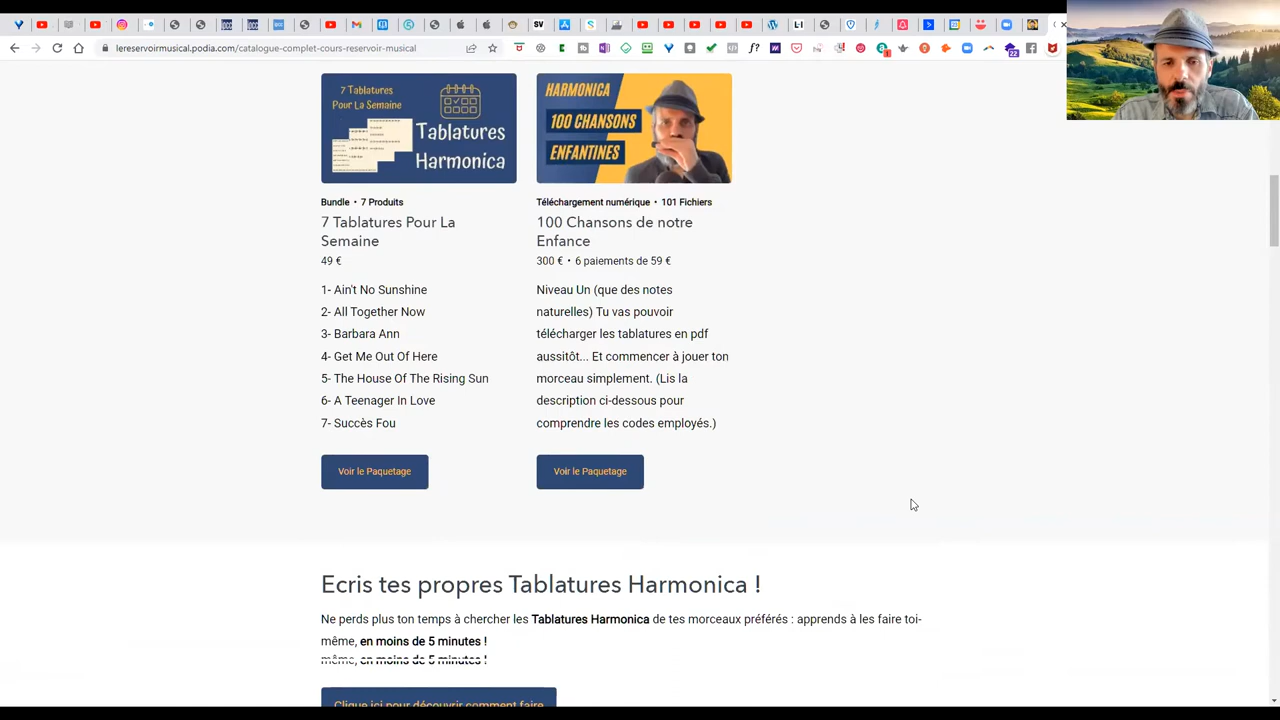 lereservoirmusical.podia.com/catalogue-complet-cours-reservoir-musical
7 Tablatures
Pour La Semaine
Tablatures
Harmonica
HARMONICA
100 CHANSONS
ENFANTINES
Bundle • 7 Produits
7 Tablatures Pour La
Semaine
49 €
1- Ain't No Sunshine
2- All Together Now
3- Barbara Ann
4- Get Me Out Of Here
5- The House Of The Rising Sun
6- A Teenager In Love
7- Succès Fou
Voir le Paquetage
Téléchargement numérique • 101 Fichiers
100 Chansons de notre
Enfance
300 € • 6 paiements de 59 €
Niveau Un (que des notes
naturelles) Tu vas pouvoir
télécharger les tablatures en pdf
aussitôt... Et commencer à jouer ton
morceau simplement. (Lis la
description ci-dessous pour
comprendre les codes employés.)
Voir le Paquetage
Ecris tes propres Tablatures Harmonica !
Ne perds plus ton temps à chercher les Tablatures Harmonica de tes morceaux préférés : apprends à les faire toi-
même, en moins de 5 minutes !
même, en moins de 5 minutes !
Clique ici pour découvrir comment faire